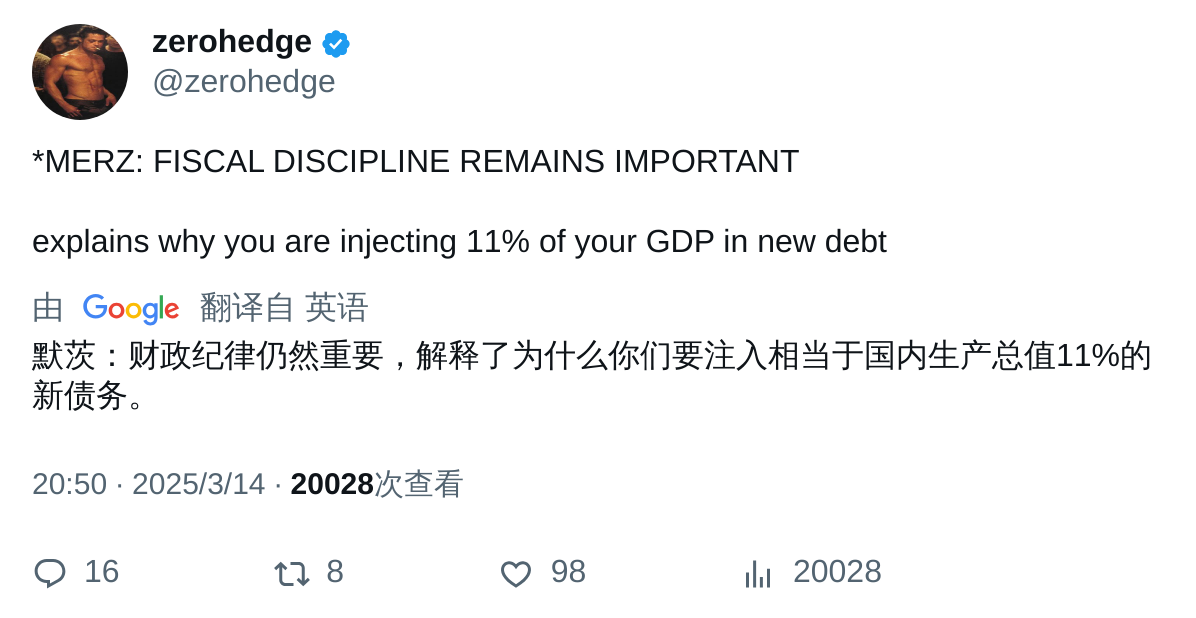 zerohedge
@zerohedge
*MERZ: FISCAL DISCIPLINE REMAINS IMPORTANT
explains why you are injecting 11% of your GDP in new debt
由 Google 翻译自 英语
默茨：财政纪律仍然重要，解释了为什么你们要注入相当于国内生产总值11%的
新债务。
20:50 · 2025/3/14 · 20028次查看
16 8 98 20028